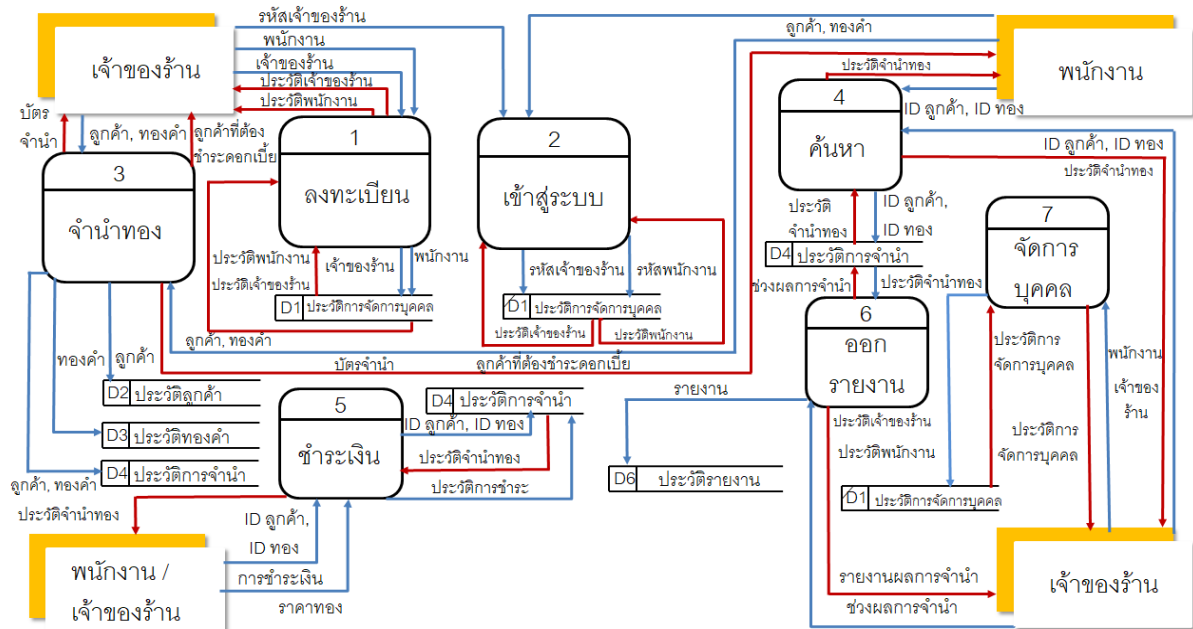 รหัสเจ้าของร้าน
พนักงาน
เจ้าของร้าน
ประวัติเจ้าของร้าน
ประวัติพนักงาน
เจ้าของร้าน
ลูกค้า, ทองคำ
ประวัติจำนำทอง
พนักงาน
บัตร
จำนำ
ลูกค้า, ทองคำ
ลูกค้าที่ต้อง
ชำระดอกเบี้ย
1
ลงทะเบียน
2
เข้าสู่ระบบ
4
ค้นหา
ID ลูกค้า, ID ทอง
ID ลูกค้า, ID ทอง
ประวัติจำนำทอง
3
จำนำทอง
ประวัติ
จำนำทอง
ID ลูกค้า,
ID ทอง
7
จัดการ
บุคคล
ประวัติพนักงาน
ประวัติเจ้าของร้าน
เจ้าของร้าน
พนักงาน
รหัสเจ้าของร้าน
รหัสพนักงาน
D4 ประวัติการจำนำ
ช่วงผลการจำนำ
ประวัติจำนำทอง
D1 ประวัติการจัดการบุคคล
D1 ประวัติการจัดการบุคคล
ประวัติเจ้าของร้าน
ประวัติพนักงาน
6
ออก
รายงาน
ลูกค้า, ทองคำ
บัตรจำนำ
ลูกค้าที่ต้องชำระดอกเบี้ย
ทองคำ
ลูกค้า
ประวัติการ
จัดการบุคคล
พนักงาน
เจ้าของ
ร้าน
D2 ประวัติลูกค้า
D3 ประวัติทองคำ
D4 ประวัติการจำนำ
5
ชำระเงิน
D4 ประวัติการจำนำ
ID ลูกค้า, ID ทอง
ประวัติจำนำทอง
ประวัติการชำระ
รายงาน
D6 ประวัติรายงาน
ประวัติเจ้าของร้าน
ประวัติพนักงาน
ประวัติการ
จัดการบุคคล
D1 ประวัติการจัดการบุคคล
ลูกค้า, ทองคำ
ประวัติจำนำทอง
ID ลูกค้า,
ID ทอง
การชำระเงิน
ราคาทอง
พนักงาน /
เจ้าของร้าน
รายงานผลการจำนำ
ช่วงผลการจำนำ
เจ้าของร้าน